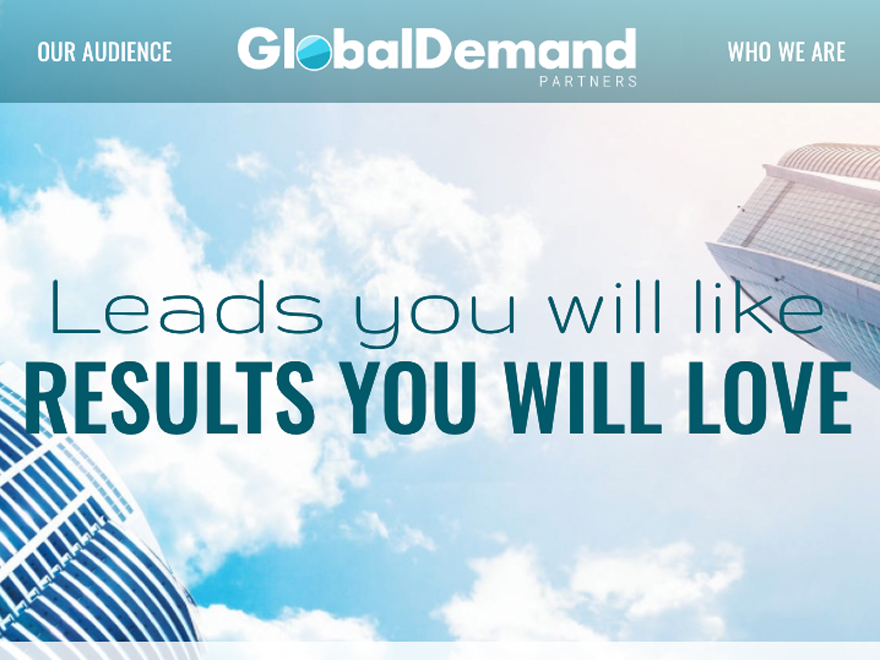 OUR AUDIENCE
GlobalDemand
PARTNERS
WHO WE ARE
Leads you will like
RESULTS YOU WILL LOVE